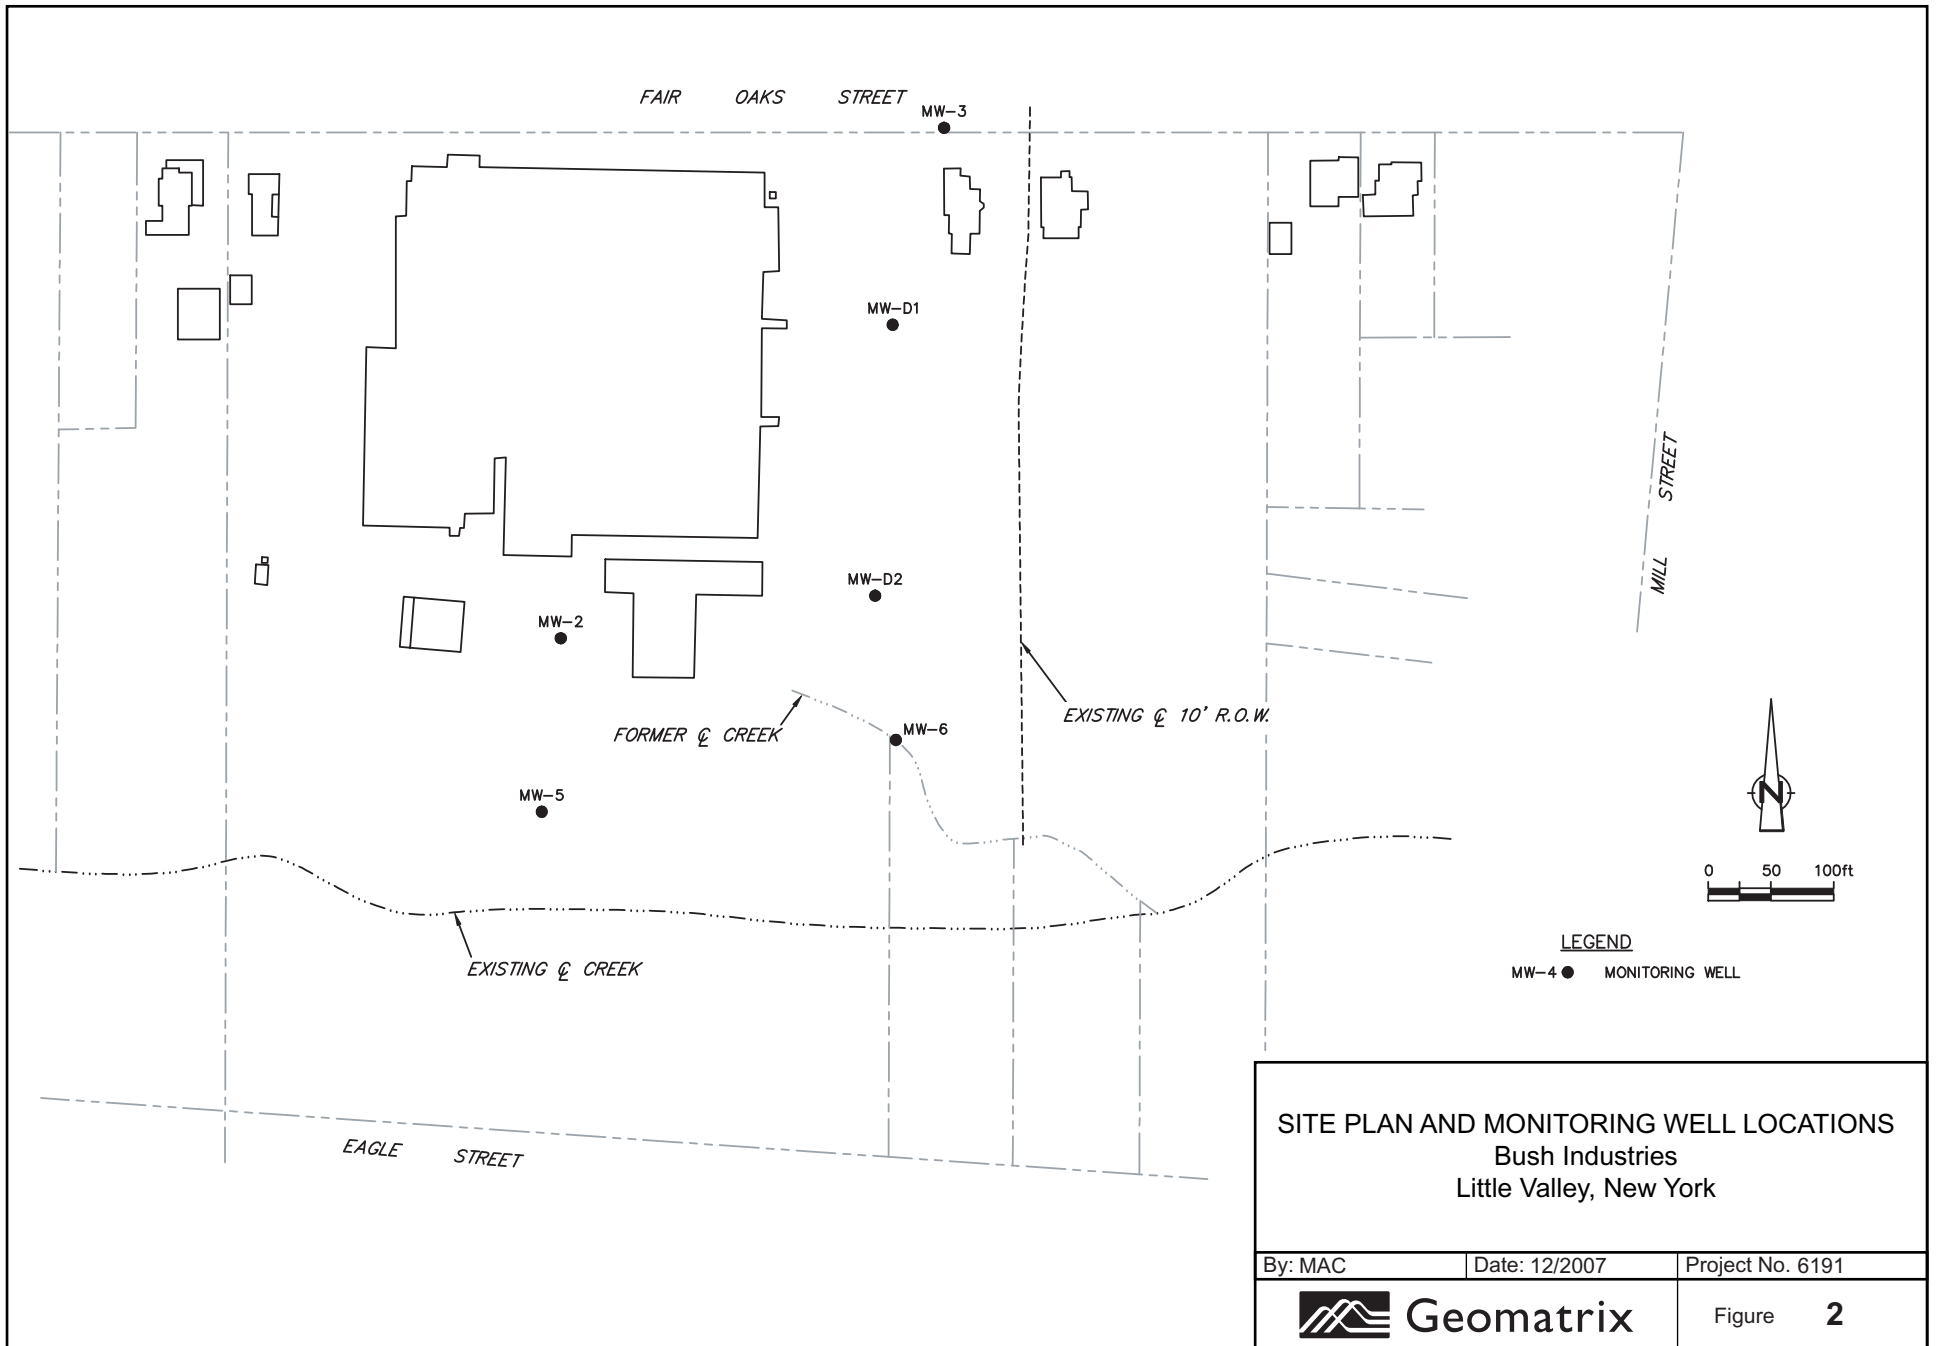 FAIR OAKS STREET
MW-3
MW-D1
MILL STREET
MW-D2
MW-2
EXISTING ℄ 10' R.O.W.
FORMER ℄ CREEK
MW-6
MW-5
N
0 50 100ft
EXISTING ℄ CREEK
LEGEND
MW-4 MONITORING WELL
EAGLE STREET
SITE PLAN AND MONITORING WELL LOCATIONS
Bush Industries
Little Valley, New York
By: MAC
Date: 12/2007
Project No. 6191
Geomatrix
Figure 2